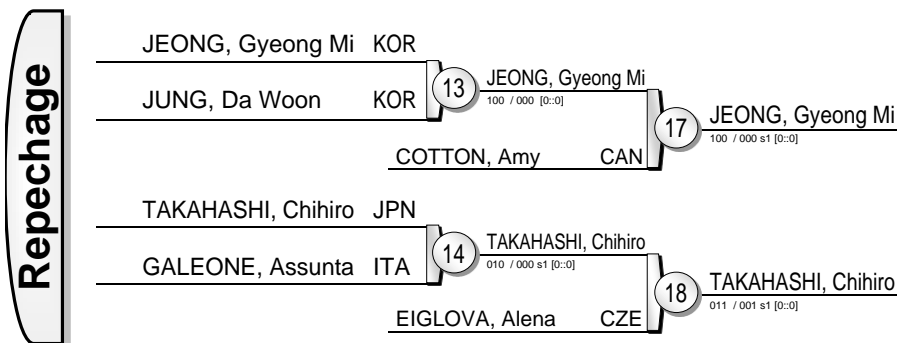 Repechage
JEONG, Gyeong Mi KOR
JUNG, Da Woon KOR
13
JEONG, Gyeong Mi
100 / 000 [0::0]
COTTON, Amy CAN
17
JEONG, Gyeong Mi
100 / 000 s1 [0::0]
TAKAHASHI, Chihiro JPN
GALEONE, Assunta ITA
14
TAKAHASHI, Chihiro
010 / 000 s1 [0::0]
EIGLOVA, Alena CZE
18
TAKAHASHI, Chihiro
011 / 001 s1 [0::0]